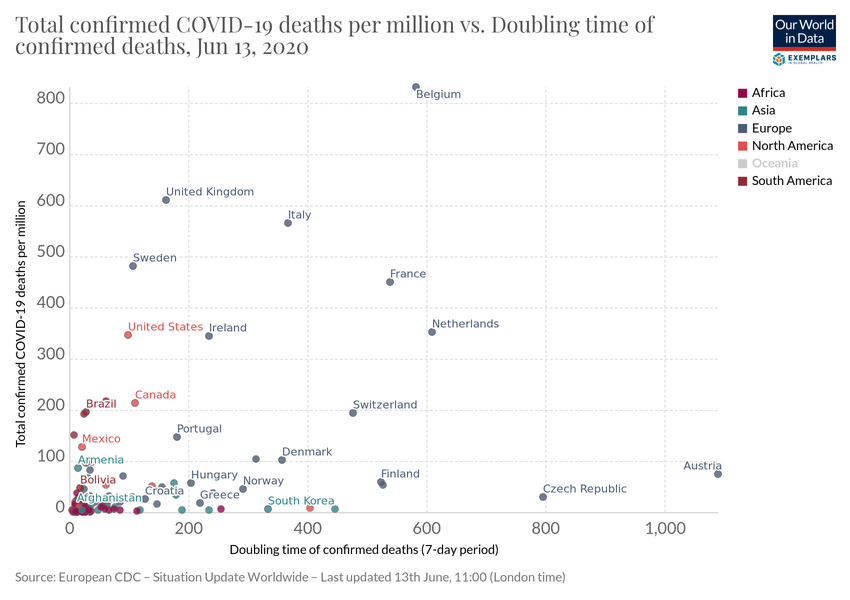 Total confirmed COVID-19 deaths per million vs. Doubling time of
confirmed deaths, Jun 13, 2020
Our World
in Data
EXEMPLARS
IN GLOBAL HEALTH
Africa
Asia
Europe
North America
Oceania
South America
Total confirmed COVID-19 deaths per million
800
700
600
500
400
300
200
100
0
Belgium
United Kingdom
Italy
Sweden
France
United States
Ireland
Netherlands
Canada
Brazil
Switzerland
Portugal
Mexico
Denmark
Armenia
Austria
Bolivia
Hungary
Norway
Finland
Czech Republic
Croatia
Greece
Afghanistan
South Korea
0
200
400
600
800
1,000
Doubling time of confirmed deaths (7-day period)
Source: European CDC – Situation Update Worldwide – Last updated 13th June, 11:00 (London time)